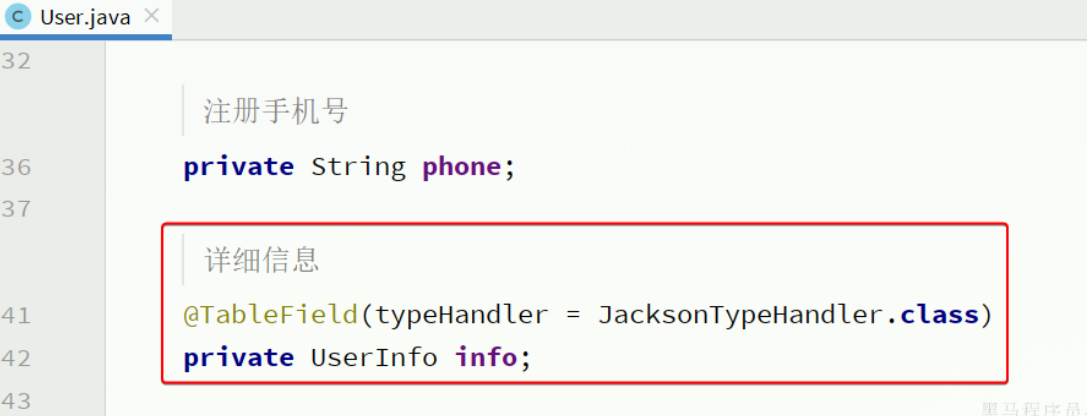 User.java
32
注册手机号
36 private String phone;
37
详细信息
41 @TableField(typeHandler = JacksonTypeHandler.class)
42 private UserInfo info;
43
黑马程序员